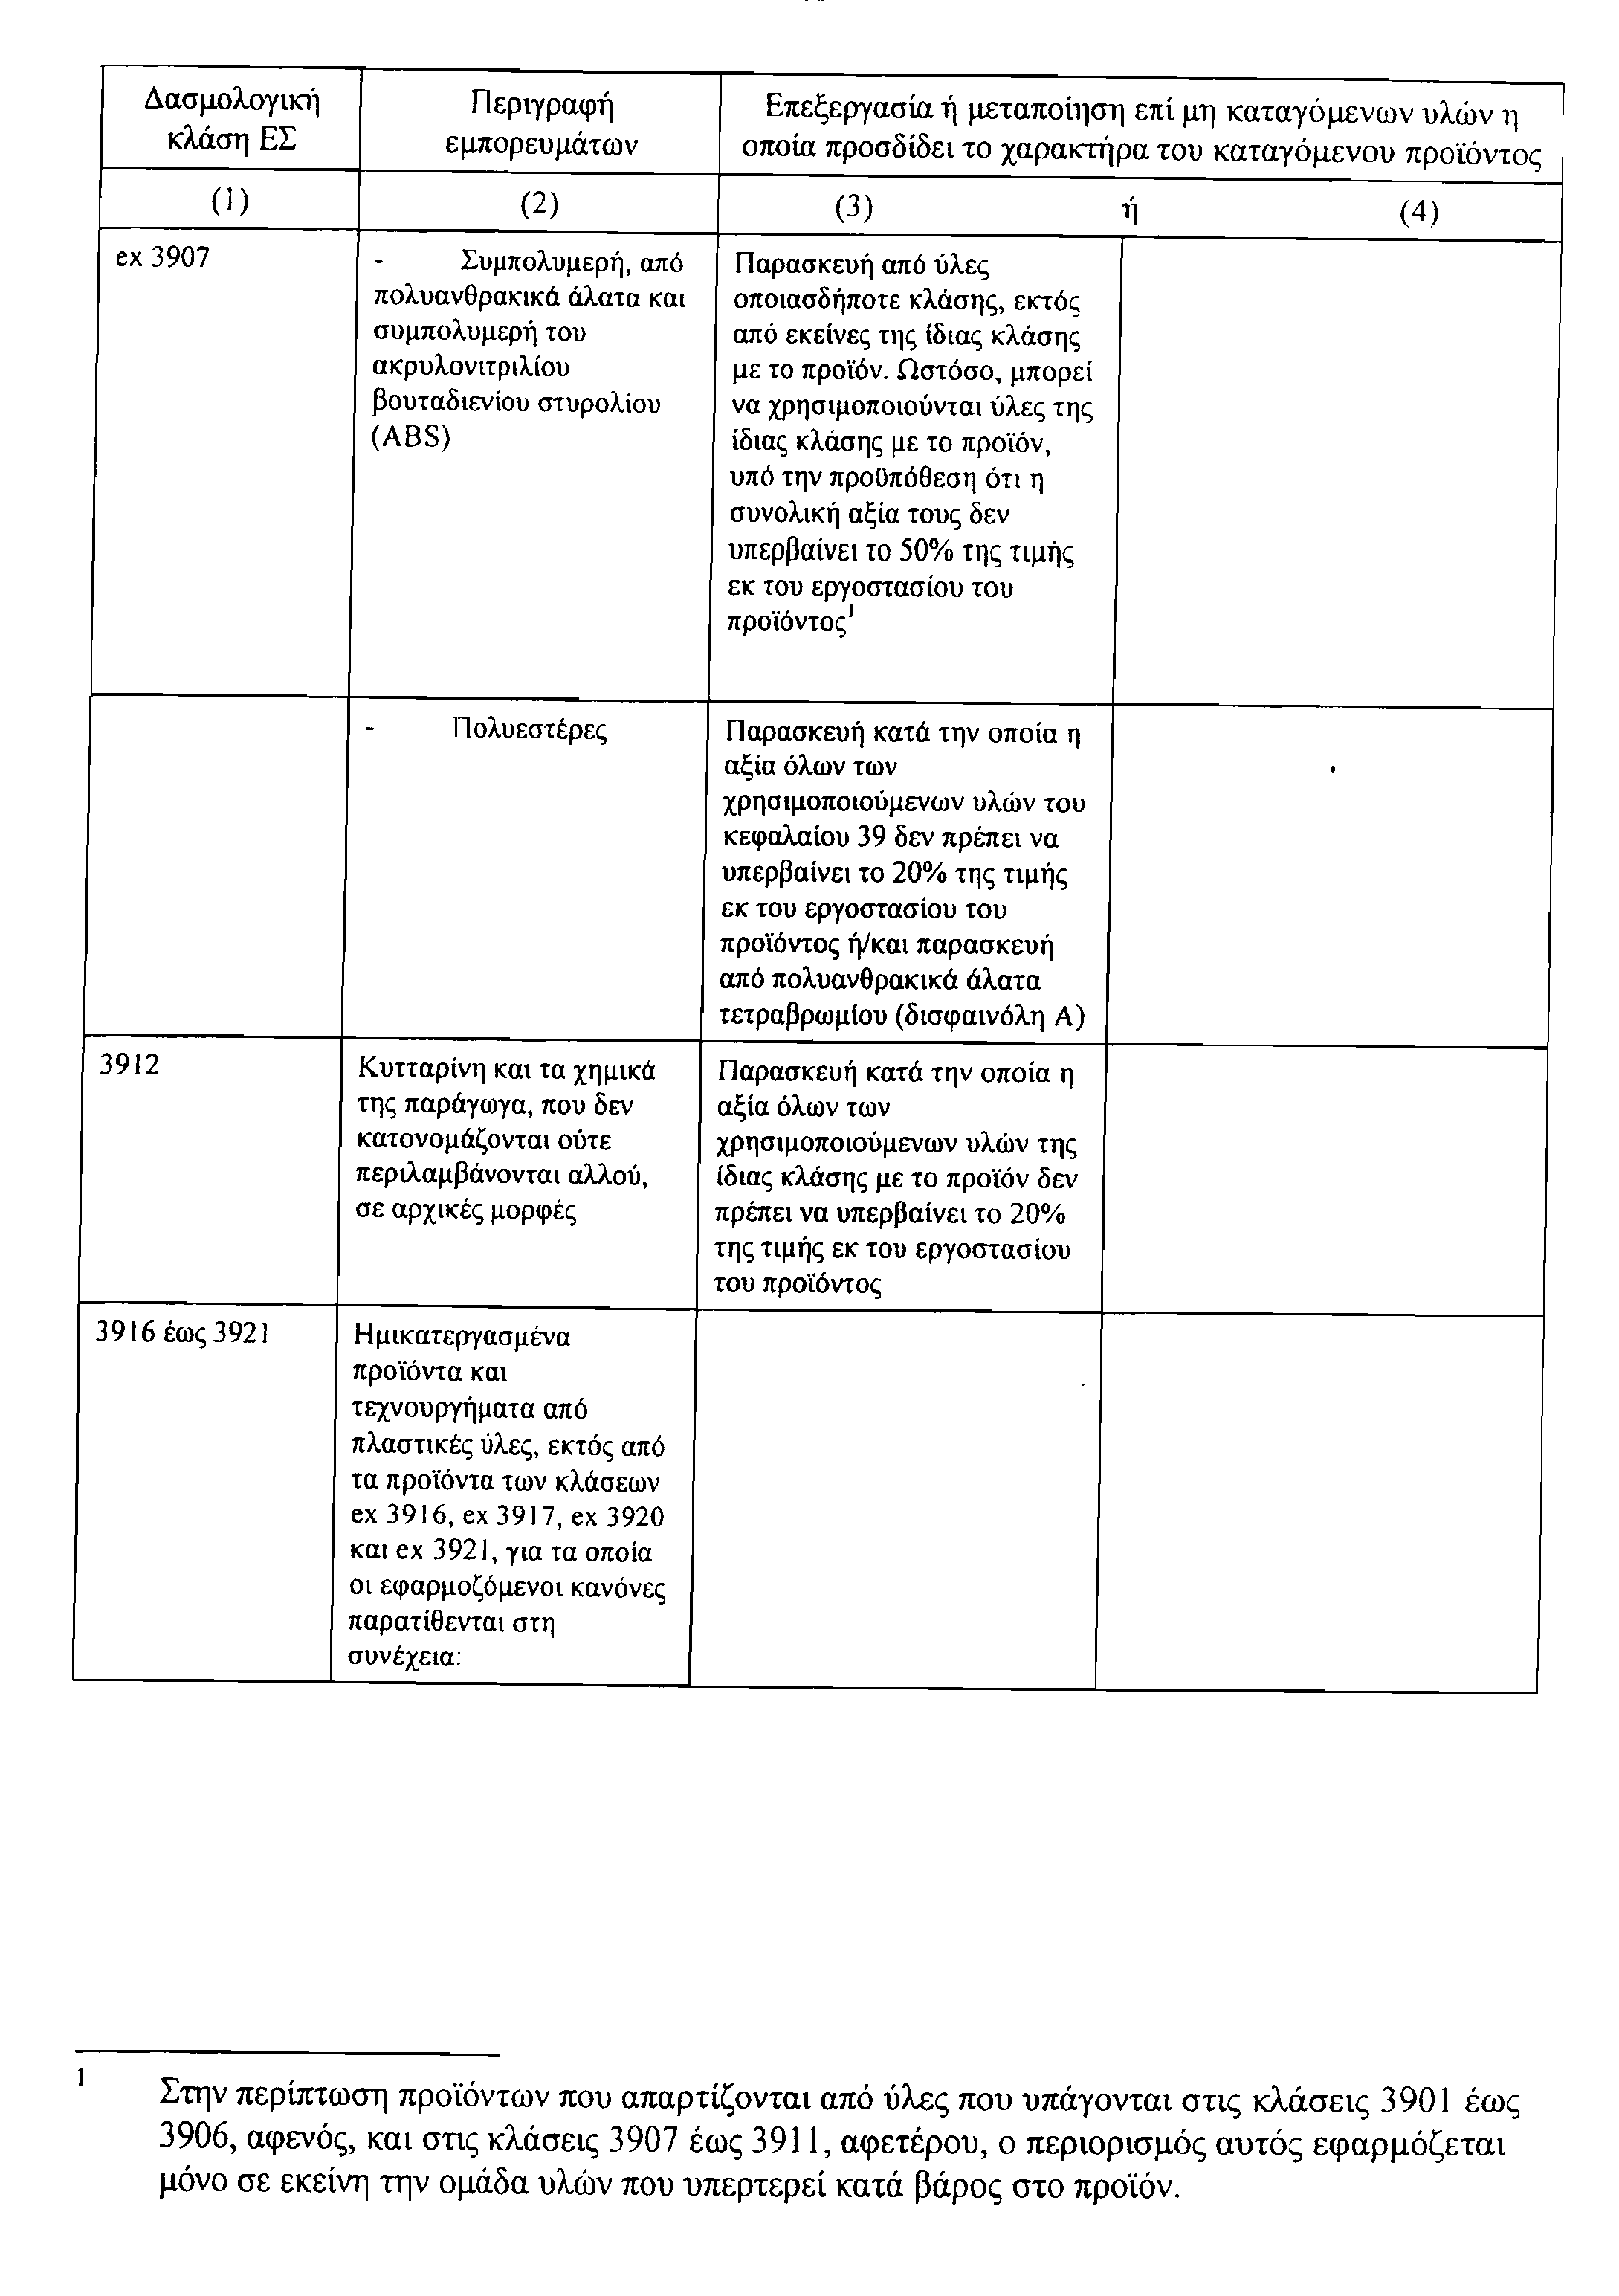 Δασμολογική
κλάση ΕΣ
Περιγραφή
εμπορευμάτων
Επεξεργασία ή μεταποίηση επί μη καταγόμενων υλών η
οποία προσδίδει το χαρακτήρα του καταγόμενου προϊόντος
(1)
(2)
(3) ή (4)
ex 3907
- Συμπολυμερή, από
πολυανθρακικά άλατα και
συμπολυμερή του
ακρυλονιτριλίου
βουταδιενίου στυρολίου
(ABS)
Παρασκευή από ύλες
οποιασδήποτε κλάσης, εκτός
από εκείνες της ίδιας κλάσης
με το προϊόν. Ωστόσο, μπορεί
να χρησιμοποιούνται ύλες της
ίδιας κλάσης με το προϊόν,
υπό την προϋπόθεση ότι η
συνολική αξία τους δεν
υπερβαίνει το 50% της τιμής
εκ του εργοστασίου του
προϊόντος¹
- Πολυεστέρες
Παρασκευή κατά την οποία η
αξία όλων των
χρησιμοποιούμενων υλών του
κεφαλαίου 39 δεν πρέπει να
υπερβαίνει το 20% της τιμής
εκ του εργοστασίου του
προϊόντος ή/και παρασκευή
από πολυανθρακικά άλατα
τετραβρωμίου (δισφαινόλη Α)
3912
Κυτταρίνη και τα χημικά
της παράγωγα, που δεν
κατονομάζονται ούτε
περιλαμβάνονται αλλού,
σε αρχικές μορφές
Παρασκευή κατά την οποία η
αξία όλων των
χρησιμοποιούμενων υλών της
ίδιας κλάσης με το προϊόν δεν
πρέπει να υπερβαίνει το 20%
της τιμής εκ του εργοστασίου
του προϊόντος
3916 έως 3921
Ημικατεργασμένα
προϊόντα και
τεχνουργήματα από
πλαστικές ύλες, εκτός από
τα προϊόντα των κλάσεων
ex 3916, ex 3917, ex 3920
και ex 3921, για τα οποία
οι εφαρμοζόμενοι κανόνες
παρατίθενται στη
συνέχεια:
1 Στην περίπτωση προϊόντων που απαρτίζονται από ύλες που υπάγονται στις κλάσεις 3901 έως
3906, αφενός, και στις κλάσεις 3907 έως 3911, αφετέρου, ο περιορισμός αυτός εφαρμόζεται
μόνο σε εκείνη την ομάδα υλών που υπερτερεί κατά βάρος στο προϊόν.